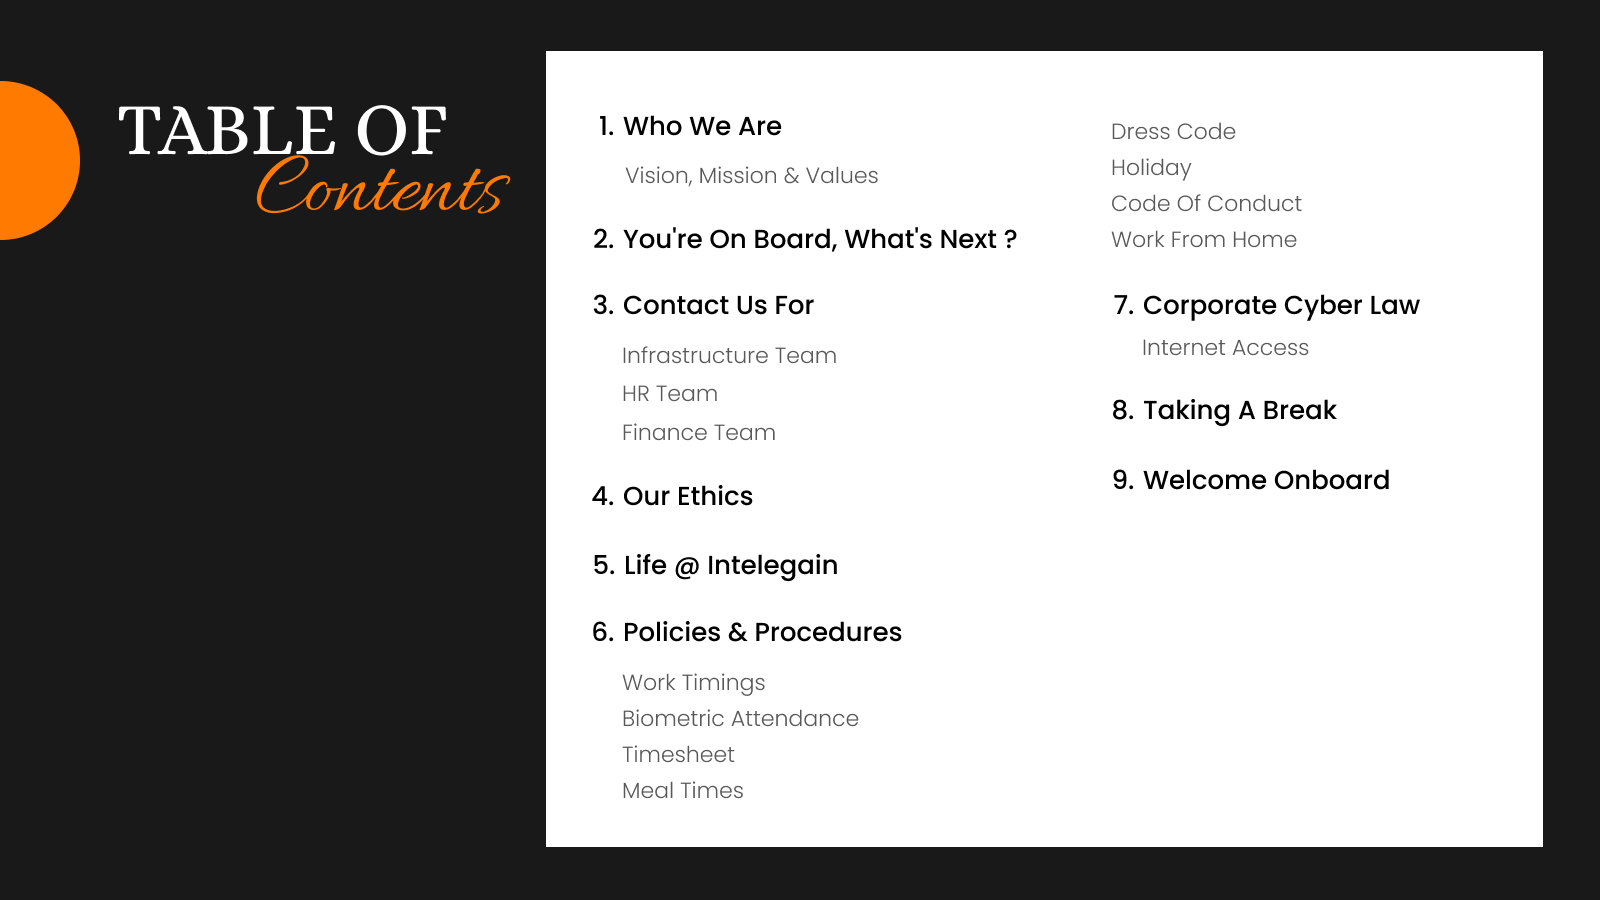 TABLE OF
Contents
1. Who We Are
Vision, Mission & Values
2. You're On Board, What's Next ?
3. Contact Us For
Infrastructure Team
HR Team
Finance Team
4. Our Ethics
5. Life @ Intelegain
6. Policies & Procedures
Work Timings
Biometric Attendance
Timesheet
Meal Times
Dress Code
Holiday
Code Of Conduct
Work From Home
7. Corporate Cyber Law
Internet Access
8. Taking A Break
9. Welcome Onboard